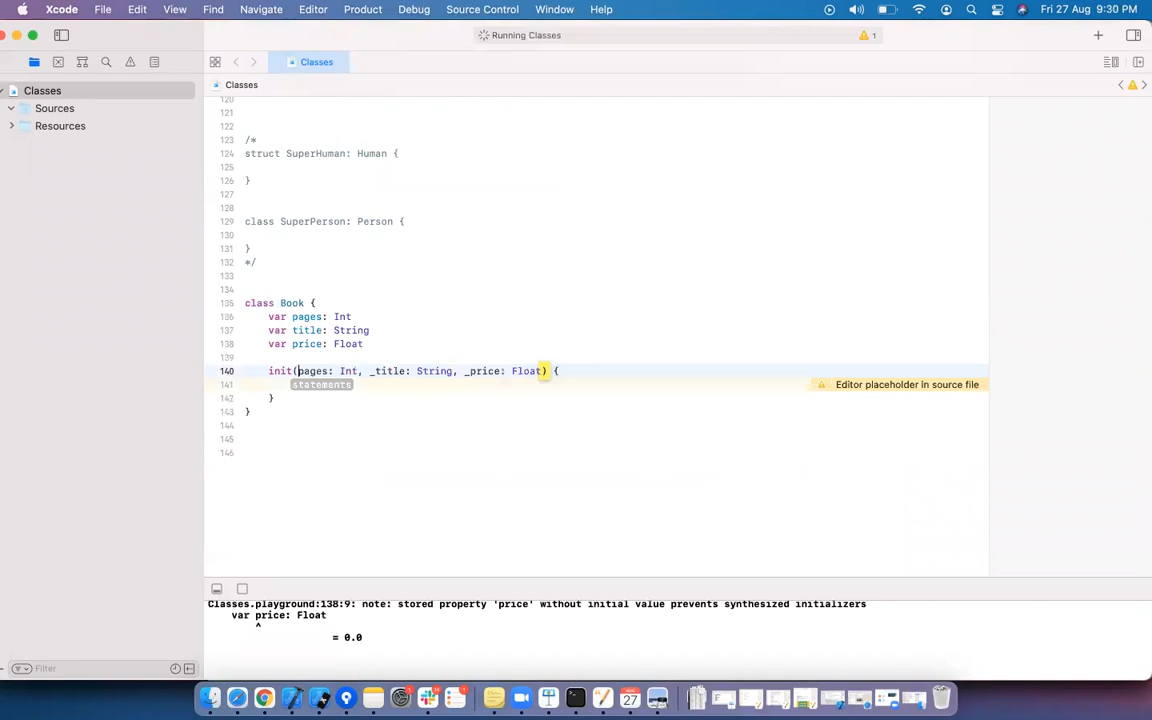 Xcode File Edit View Find Navigate Editor Product Debug Source Control Window Help Fri 27 Aug 9:30 PM
Running Classes 1
Classes
Classes
Classes
Sources
Resources
120
121
122
123 /*
124 struct SuperHuman: Human {
125
126 }
127
128
129 class SuperPerson: Person {
130
131 }
132 */
133
134
135 class Book {
136 var pages: Int
137 var title: String
138 var price: Float
139
140 init(pages: Int, _title: String, _price: Float) {
141 statements Editor placeholder in source file
142 }
143 }
144
145
146
Classes.playground:138:9: note: stored property 'price' without initial value prevents synthesized initializers
var price: Float
^
= 0.0
Filter